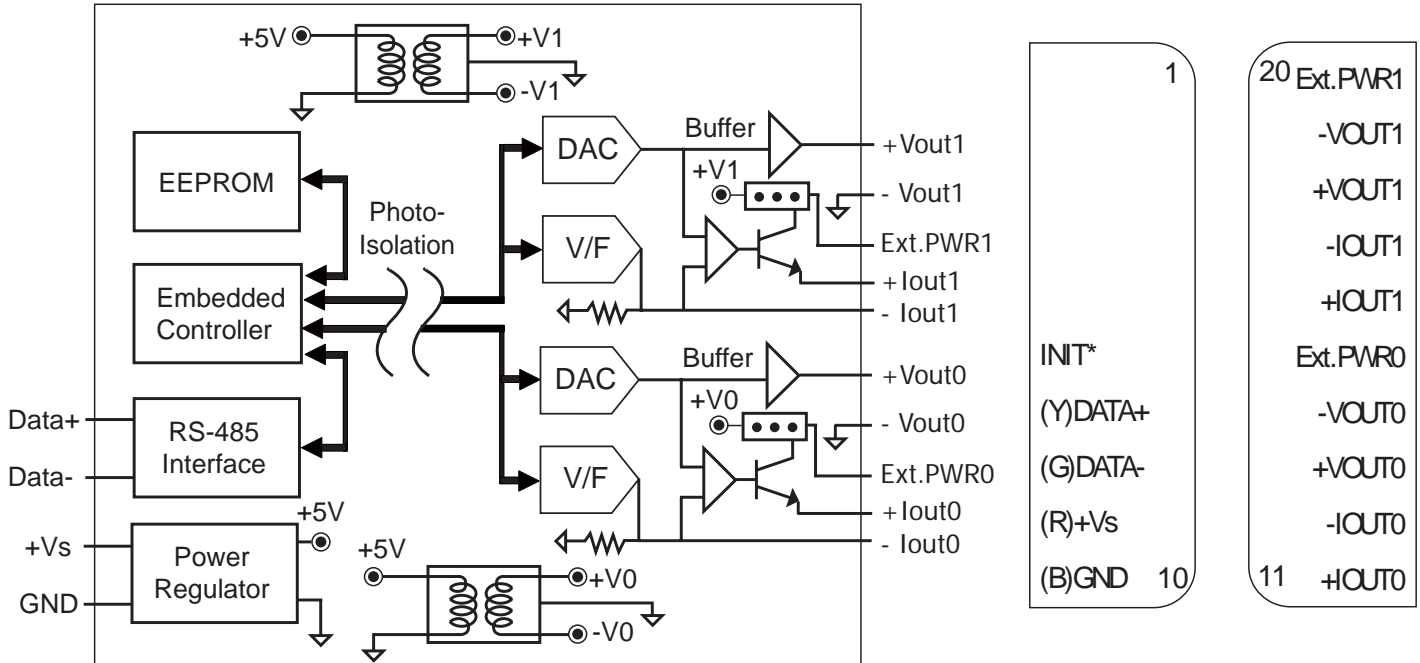 +5V
+V1
-V1
EEPROM
Photo-
Isolation
Embedded
Controller
Data+
Data-
RS-485
Interface
+Vs
GND
Power
Regulator
+5V
DAC
Buffer
+V1
V/F
+Vout1
- Vout1
Ext.PWR1
+Iout1
- Iout1
DAC
Buffer
+V0
V/F
+Vout0
- Vout0
Ext.PWR0
+Iout0
- Iout0
+5V
+V0
-V0
1
INIT*
(Y)DATA+
(G)DATA-
(R)+Vs
(B)GND 10
20 Ext.PWR1
-VOUT1
+VOUT1
-IOUT1
+IOUT1
Ext.PWR0
-VOUT0
+VOUT0
-IOUT0
11 +IOUT0